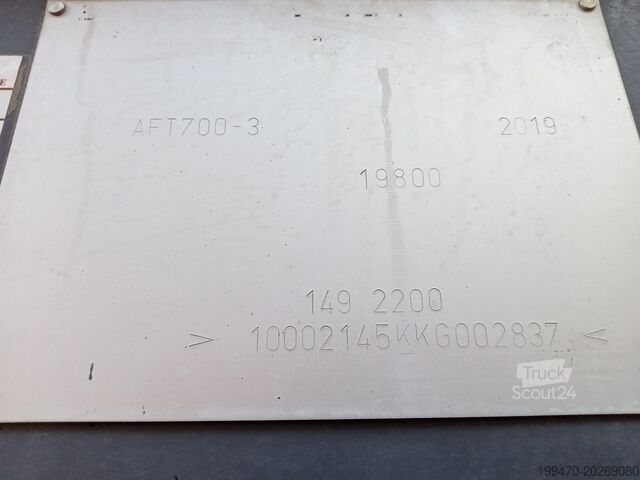 E
AFT700-3 2019
19800
149 2200
> 10002145KKG002837 <
Truck
Scout24
199470-20269080